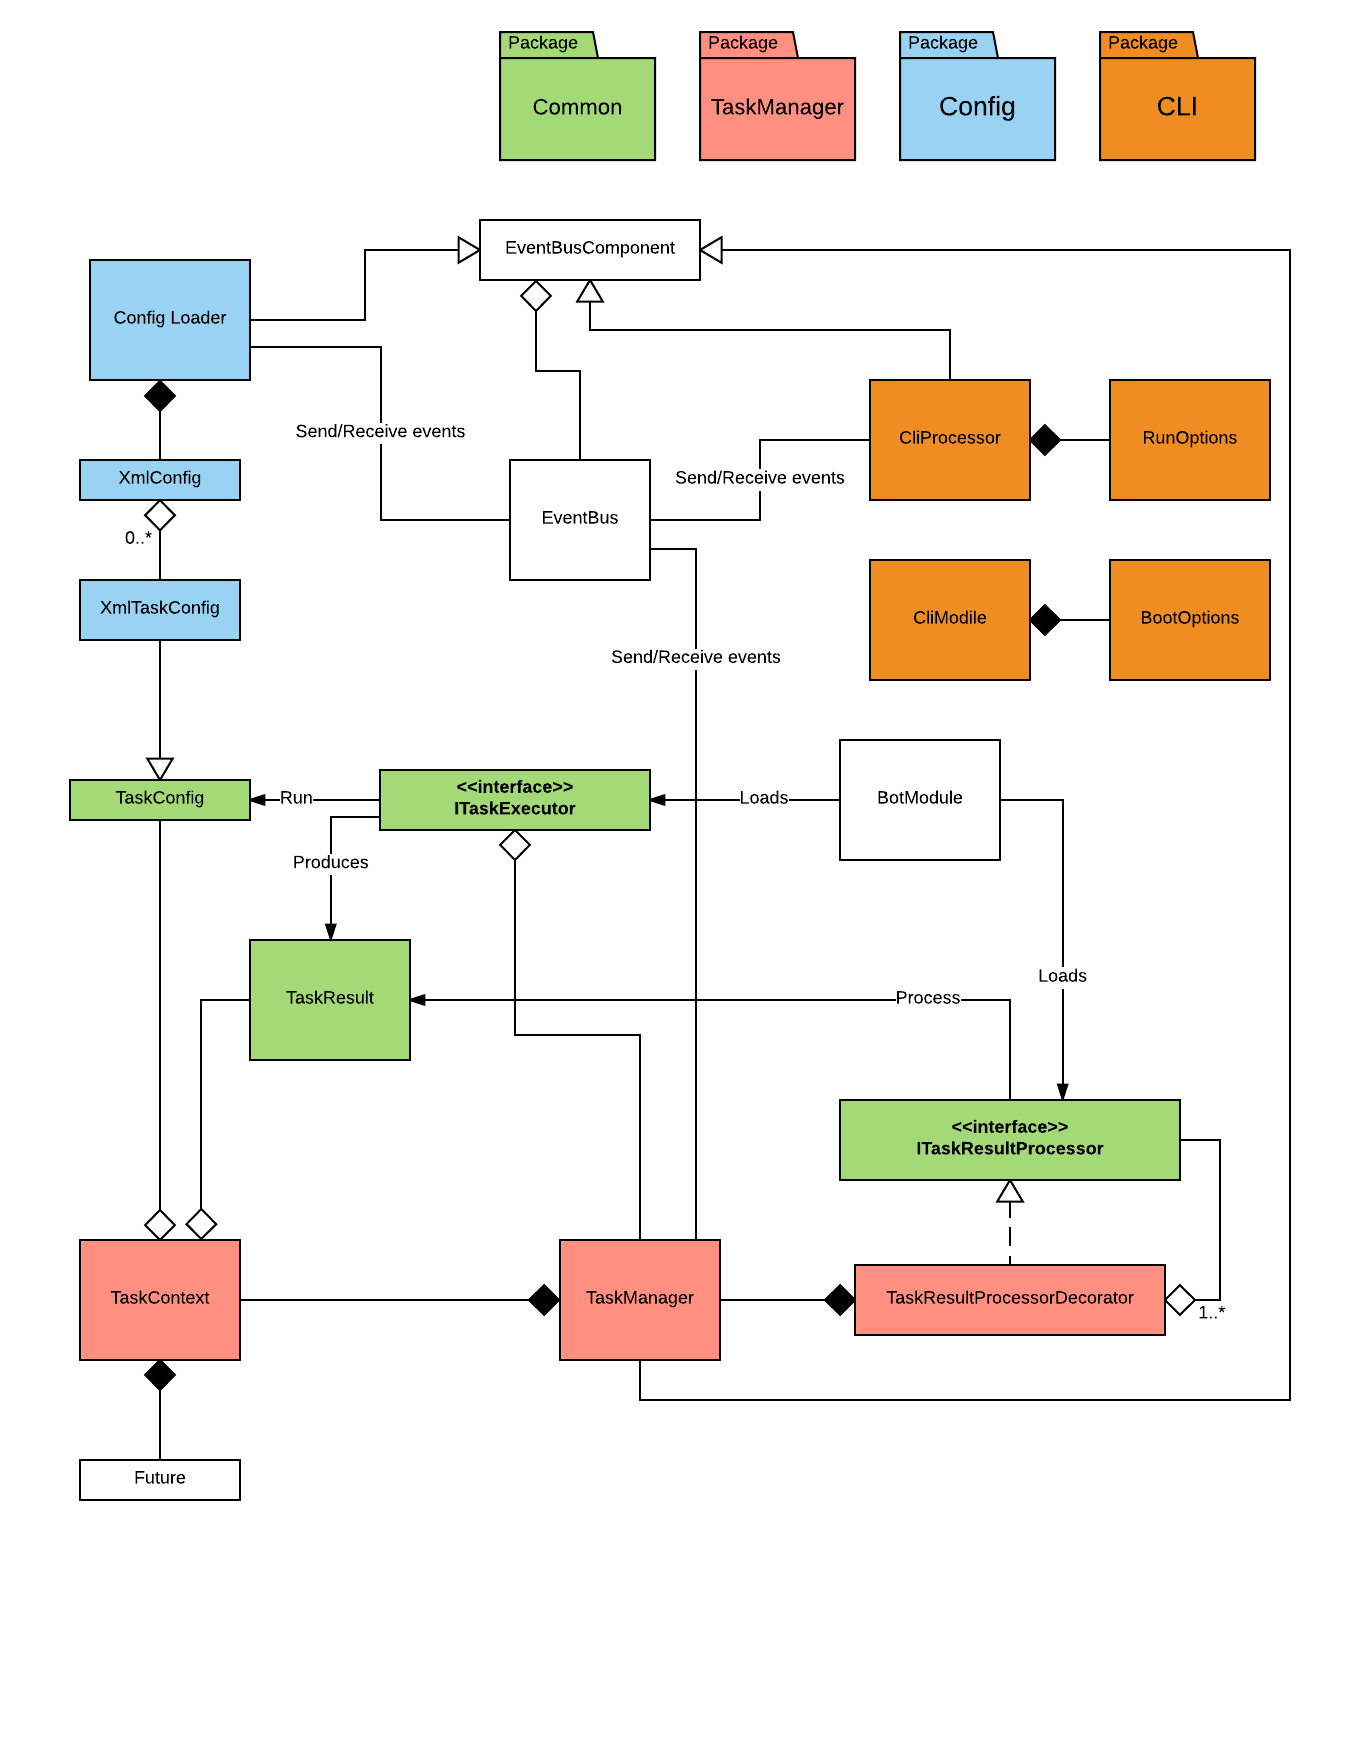 Package
Package
Package
Package
Common
TaskManager
Config
CLI
EventBusComponent
Config Loader
Send/Receive events
CliProcessor
RunOptions
XmlConfig
Send/Receive events
EventBus
0..*
XmlTaskConfig
CliModile
BootOptions
Send/Receive events
TaskConfig
Run
<<interface>>
ITaskExecutor
Loads
BotModule
Produces
Loads
TaskResult
Process
<<interface>>
ITaskResultProcessor
TaskContext
TaskManager
TaskResultProcessorDecorator
1..*
Future